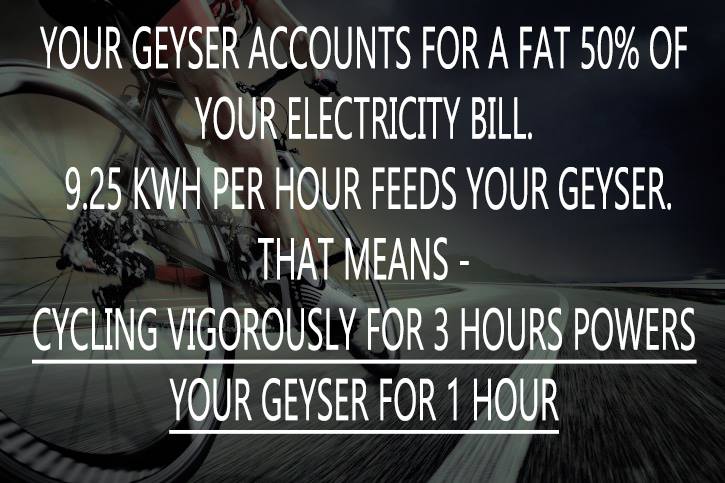 YOUR GEYSER ACCOUNTS FOR A FAT 50% OF
YOUR ELECTRICITY BILL.
9.25 KWH PER HOUR FEEDS YOUR GEYSER.
THAT MEANS -
CYCLING VIGOROUSLY FOR 3 HOURS POWERS
YOUR GEYSER FOR 1 HOUR